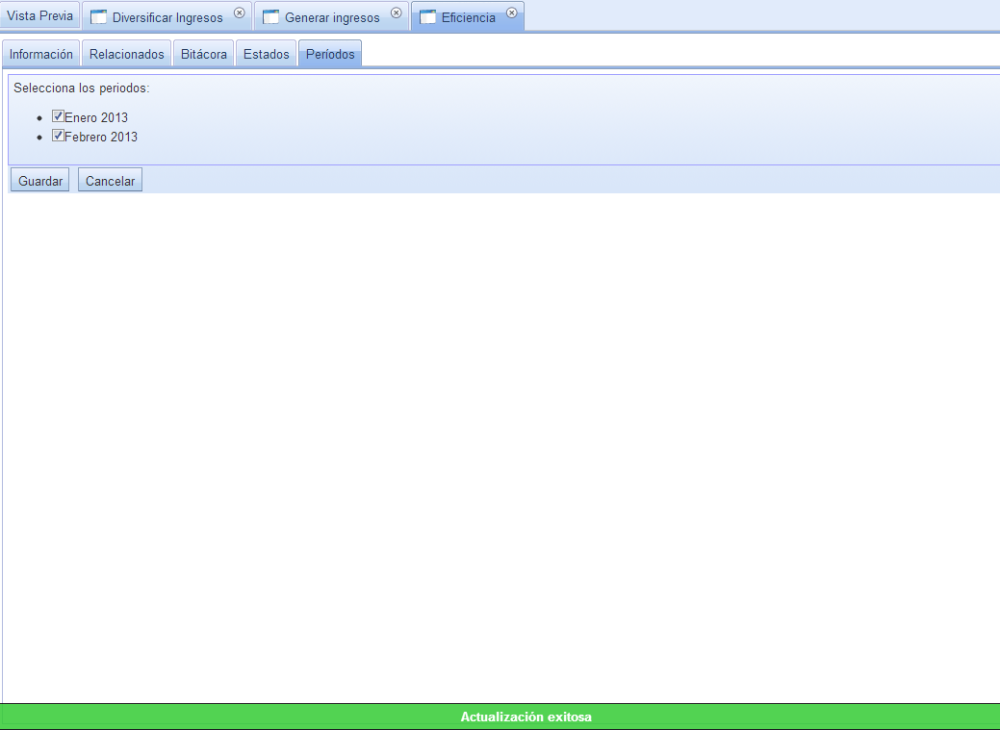 Vista Previa Diversificar Ingresos Generar ingresos Eficiencia
Información Relacionados Bitácora Estados Períodos
Selecciona los periodos:
Enero 2013
Febrero 2013
Guardar Cancelar
Actualización exitosa